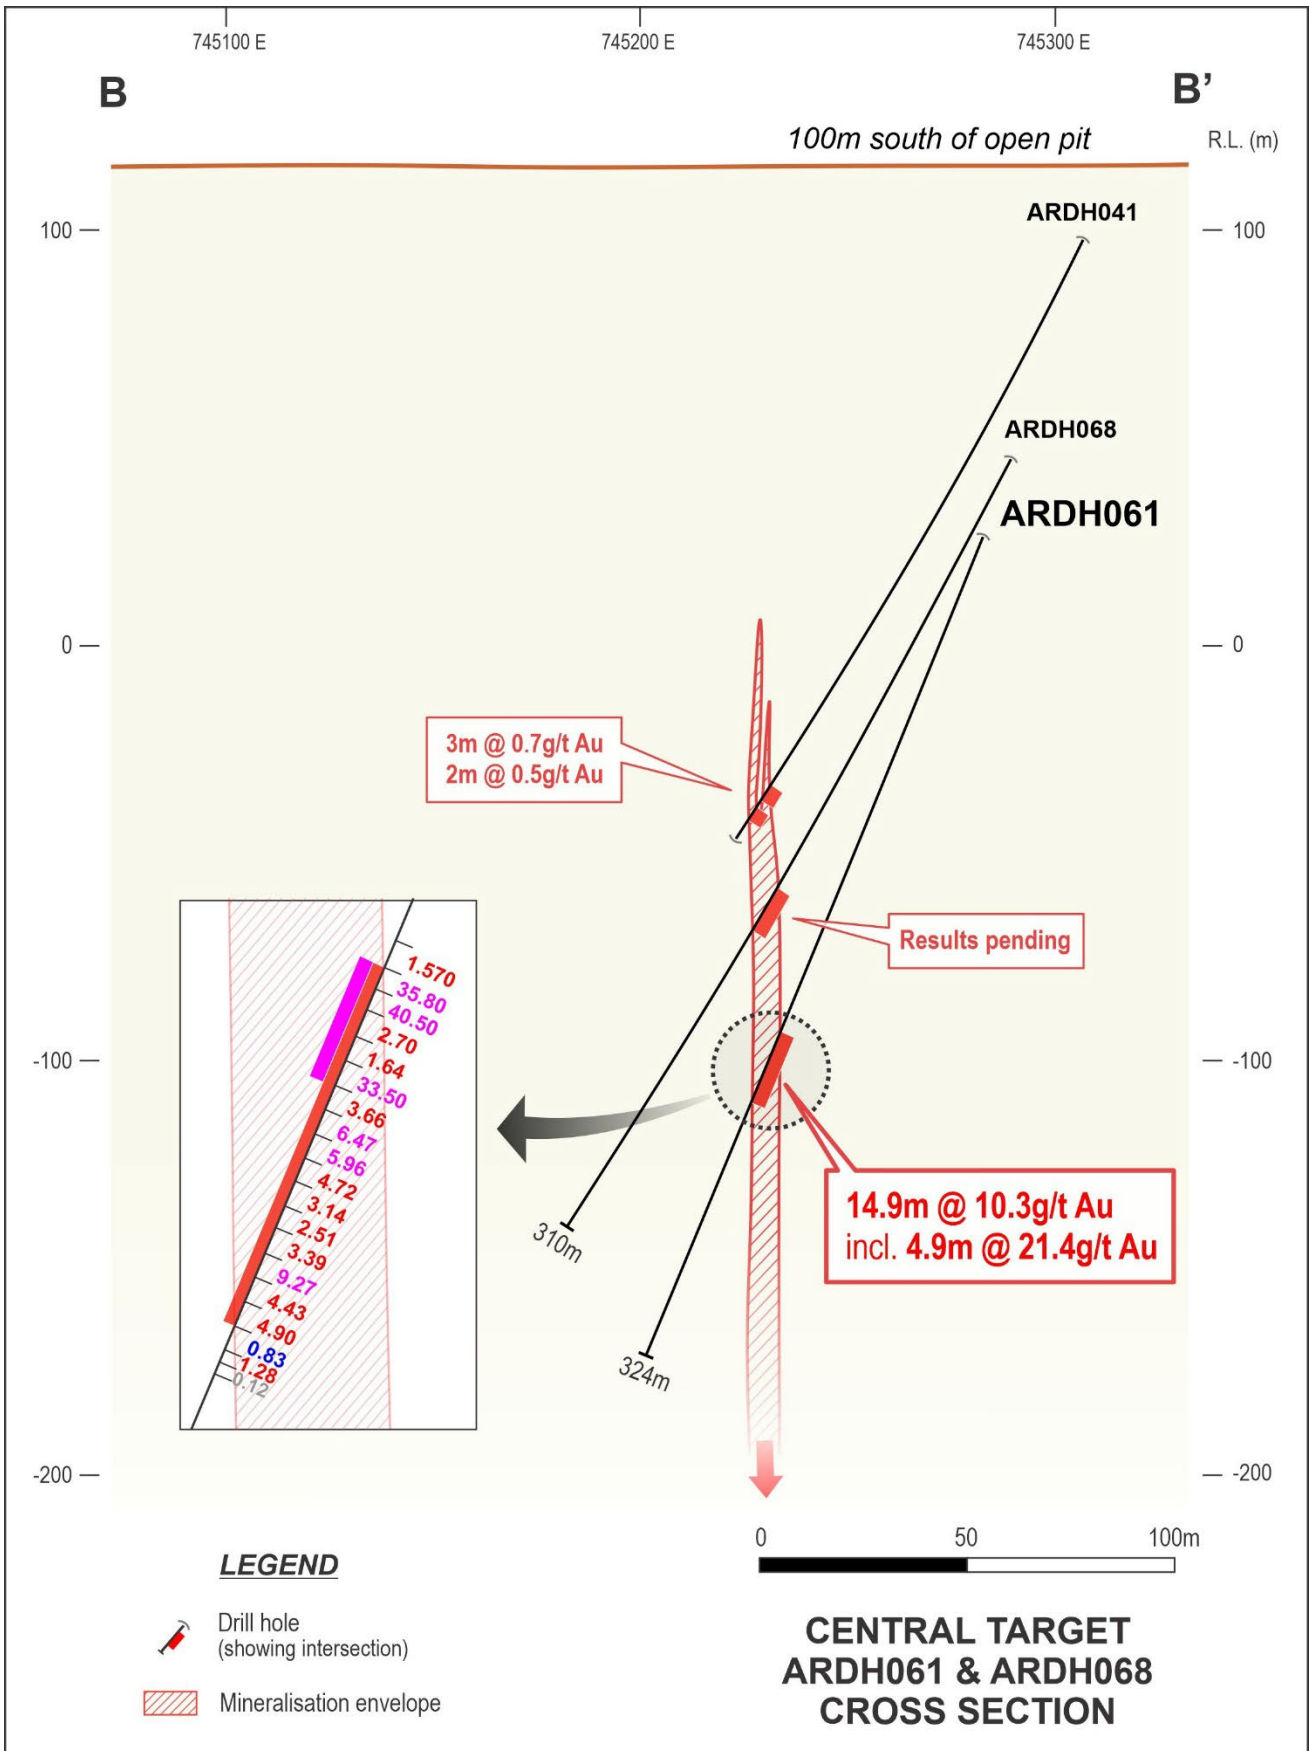 745100 E
745200 E
745300 E
B
B’
100m south of open pit
R.L. (m)
ARDH041
100
100
ARDH068
ARDH061
0
0
3m @ 0.7g/t Au
2m @ 0.5g/t Au
Results pending
1.570
35.80
40.50
2.70
1.64
33.50
3.66
6.47
5.96
4.72
3.14
2.51
3.39
9.27
4.43
4.90
0.83
1.28
0.12
-100
-100
14.9m @ 10.3g/t Au
incl. 4.9m @ 21.4g/t Au
310m
324m
-200
-200
0 50 100m
LEGEND
Drill hole
(showing intersection)
Mineralisation envelope
CENTRAL TARGET
ARDH061 & ARDH068
CROSS SECTION